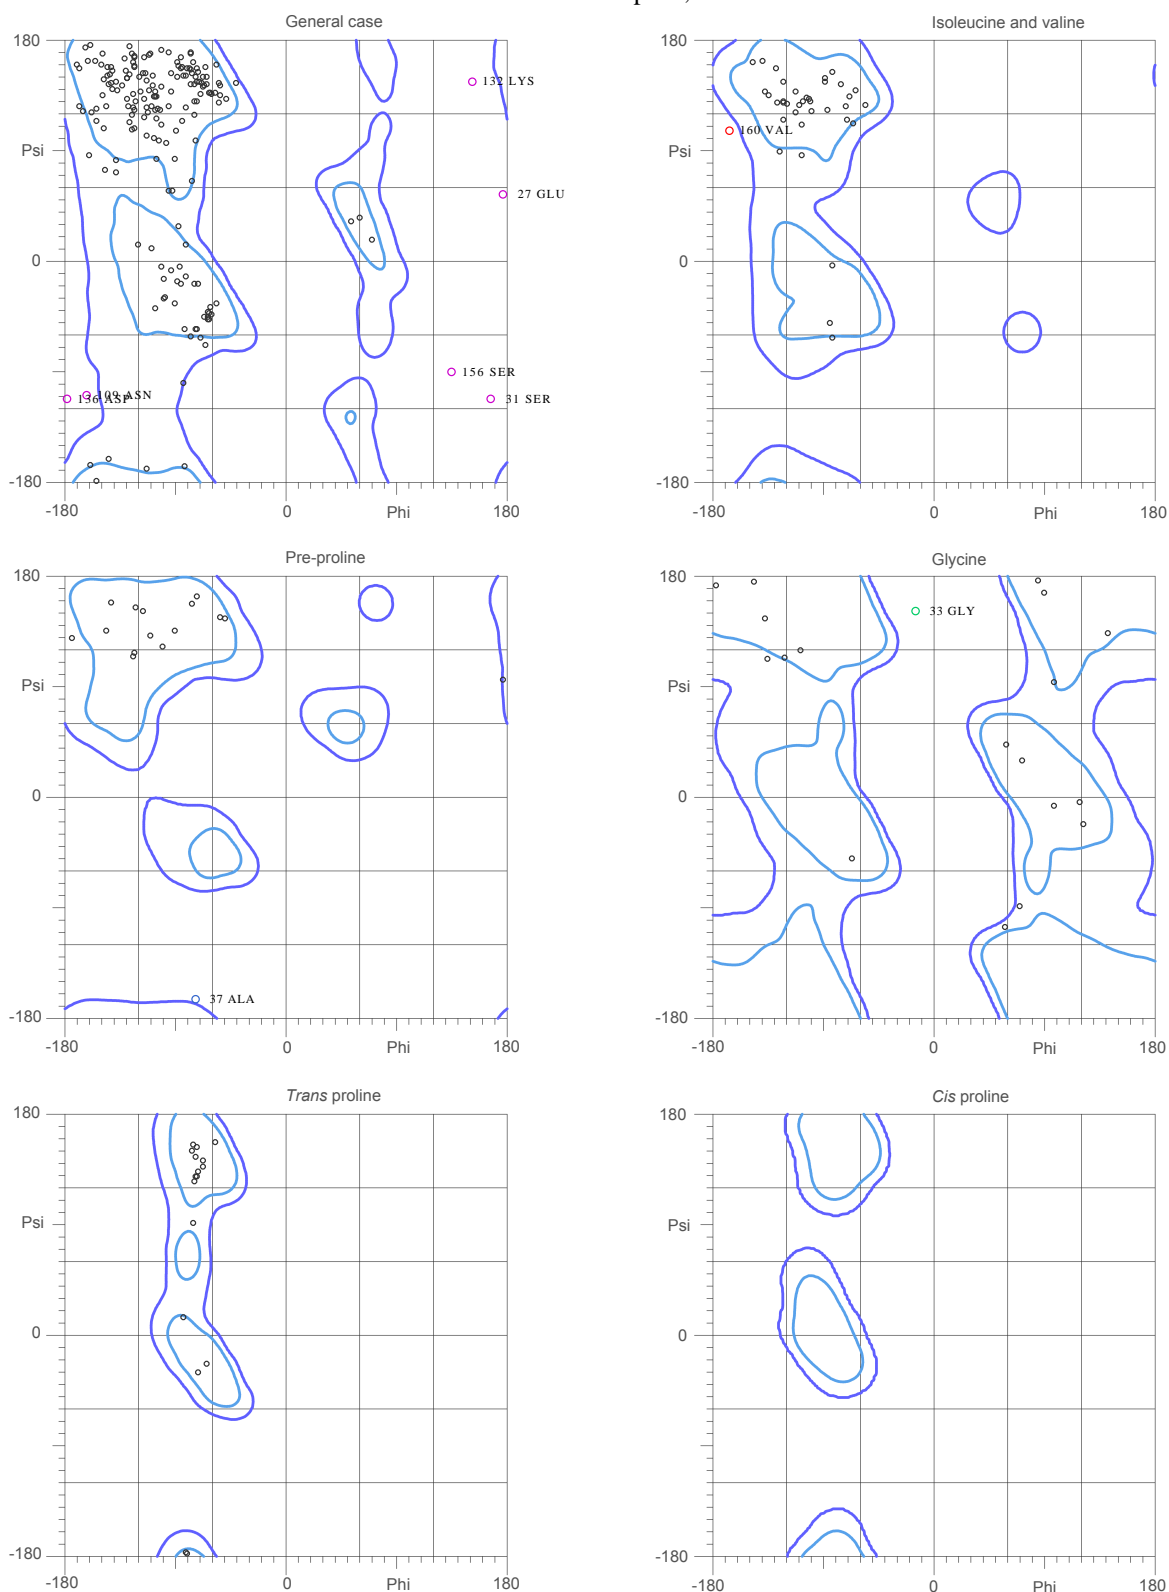 General case
Isoleucine and valine
180
180
132 LYS
160 VAL
Psi
Psi
27 GLU
0
0
156 SER
109 ASN
31 SER
-180
-180
-180
0
Phi
180
-180
0
Phi
180
Pre-proline
Glycine
180
180
33 GLY
Psi
Psi
0
0
37 ALA
-180
-180
-180
0
Phi
180
-180
0
Phi
180
Trans proline
Cis proline
180
180
Psi
Psi
0
0
-180
-180
-180
0
Phi
180
-180
0
Phi
180